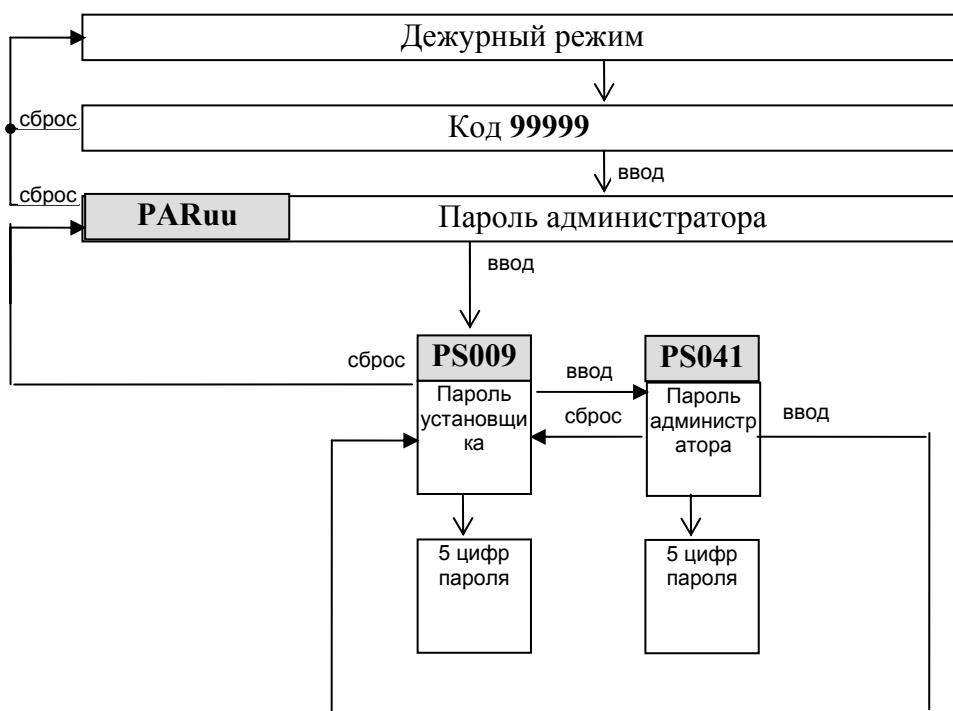 Дежурный режим
сброс
Код 99999
ввод
сброс
PARuu
Пароль администратора
ввод
сброс
PS009
ввод
PS041
Пароль
установщи
ка
сброс
Пароль
администр
атора
ввод
5 цифр
пароля
5 цифр
пароля